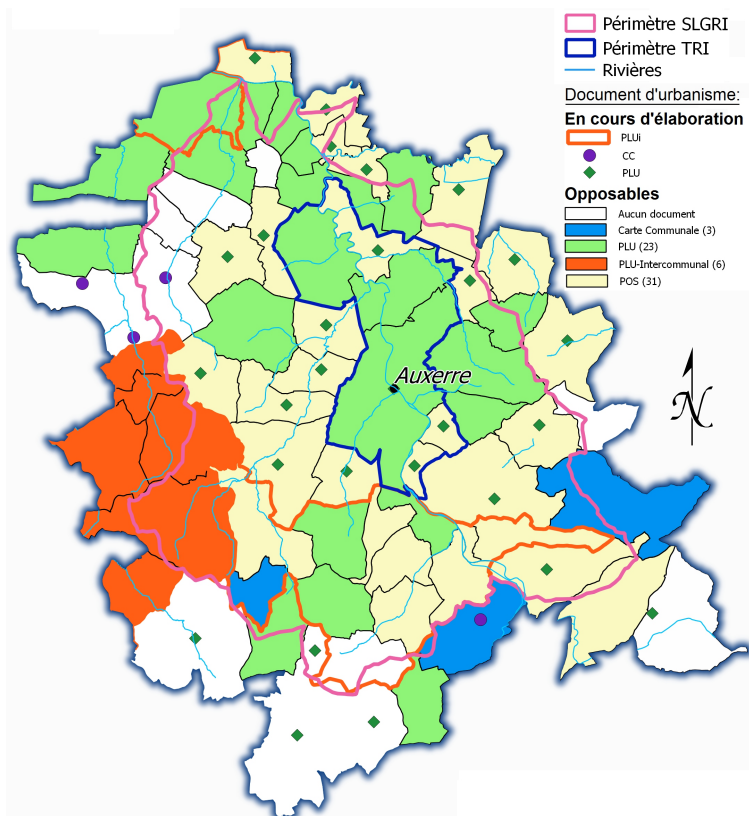 Périmètre SLGRI
Périmètre TRI
Rivières
Document d'urbanisme:
En cours d'élaboration
PLUi
CC
PLU
Opposables
Aucun document
Carte Communale (3)
PLU (23)
PLU-Intercommunal (6)
POS (31)
Auxerre
N